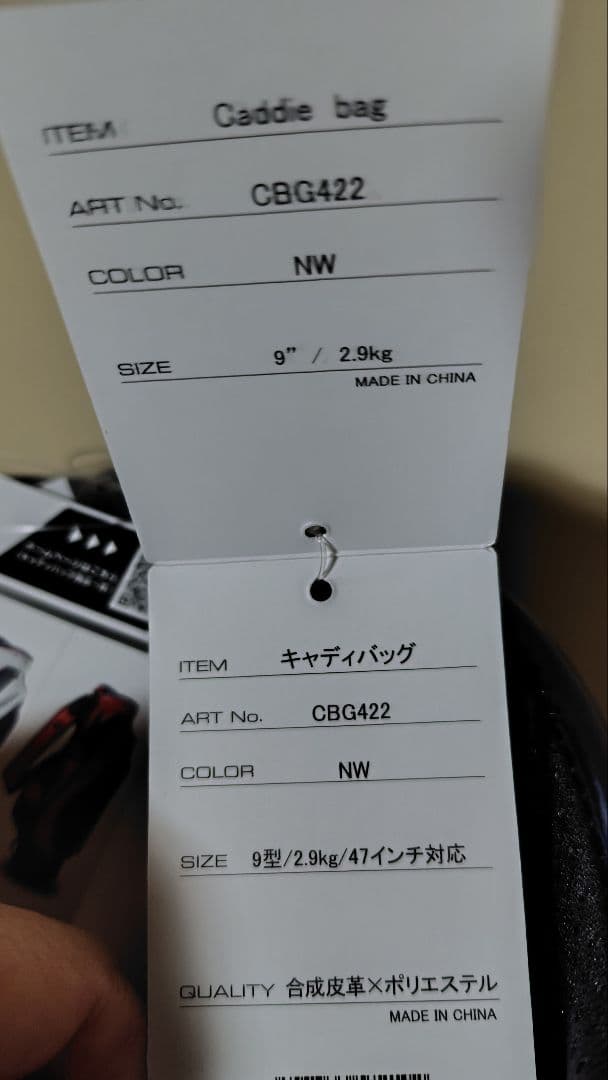 ITEM Caddie bag
ART No. CBG422
COLOR NW
SIZE 9” / 2.9kg
MADE IN CHINA
ITEM キャディバッグ
ART No. CBG422
COLOR NW
SIZE 9型/2.9kg/47インチ対応
QUALITY 合成皮革×ポリエステル
MADE IN CHINA